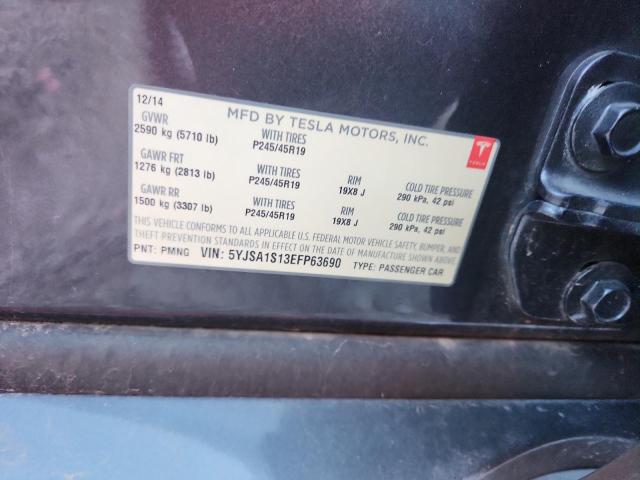 12/14
MFD BY TESLA MOTORS, INC.
GVWR
2590 kg (5710 lb)
WITH TIRES
P245/45R19
GAWR FRT
1276 kg (2813 lb)
WITH TIRES
P245/45R19
RIM
19X8 J
COLD TIRE PRESSURE
290 kPa, 42 psi
GAWR RR
1500 kg (3307 lb)
WITH TIRES
P245/45R19
RIM
19X8 J
COLD TIRE PRESSURE
290 kPa, 42 psi
THIS VEHICLE CONFORMS TO ALL APPLICABLE U.S. FEDERAL MOTOR VEHICLE SAFETY, BUMPER, AND
THEFT PREVENTION STANDARDS IN EFFECT ON THE DATE OF MANUFACTURE SHOWN ABOVE.
PNT: PMNG VIN: 5YJSA1S13EFP63690 TYPE: PASSENGER CAR
TESLA